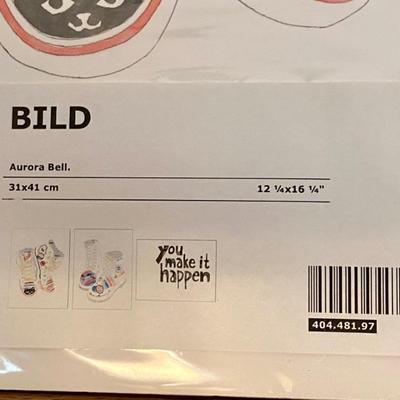 BILD
Aurora Bell.
31x41 cm 12 ¼x16 ¼"
you
make it
happen
404.481.97